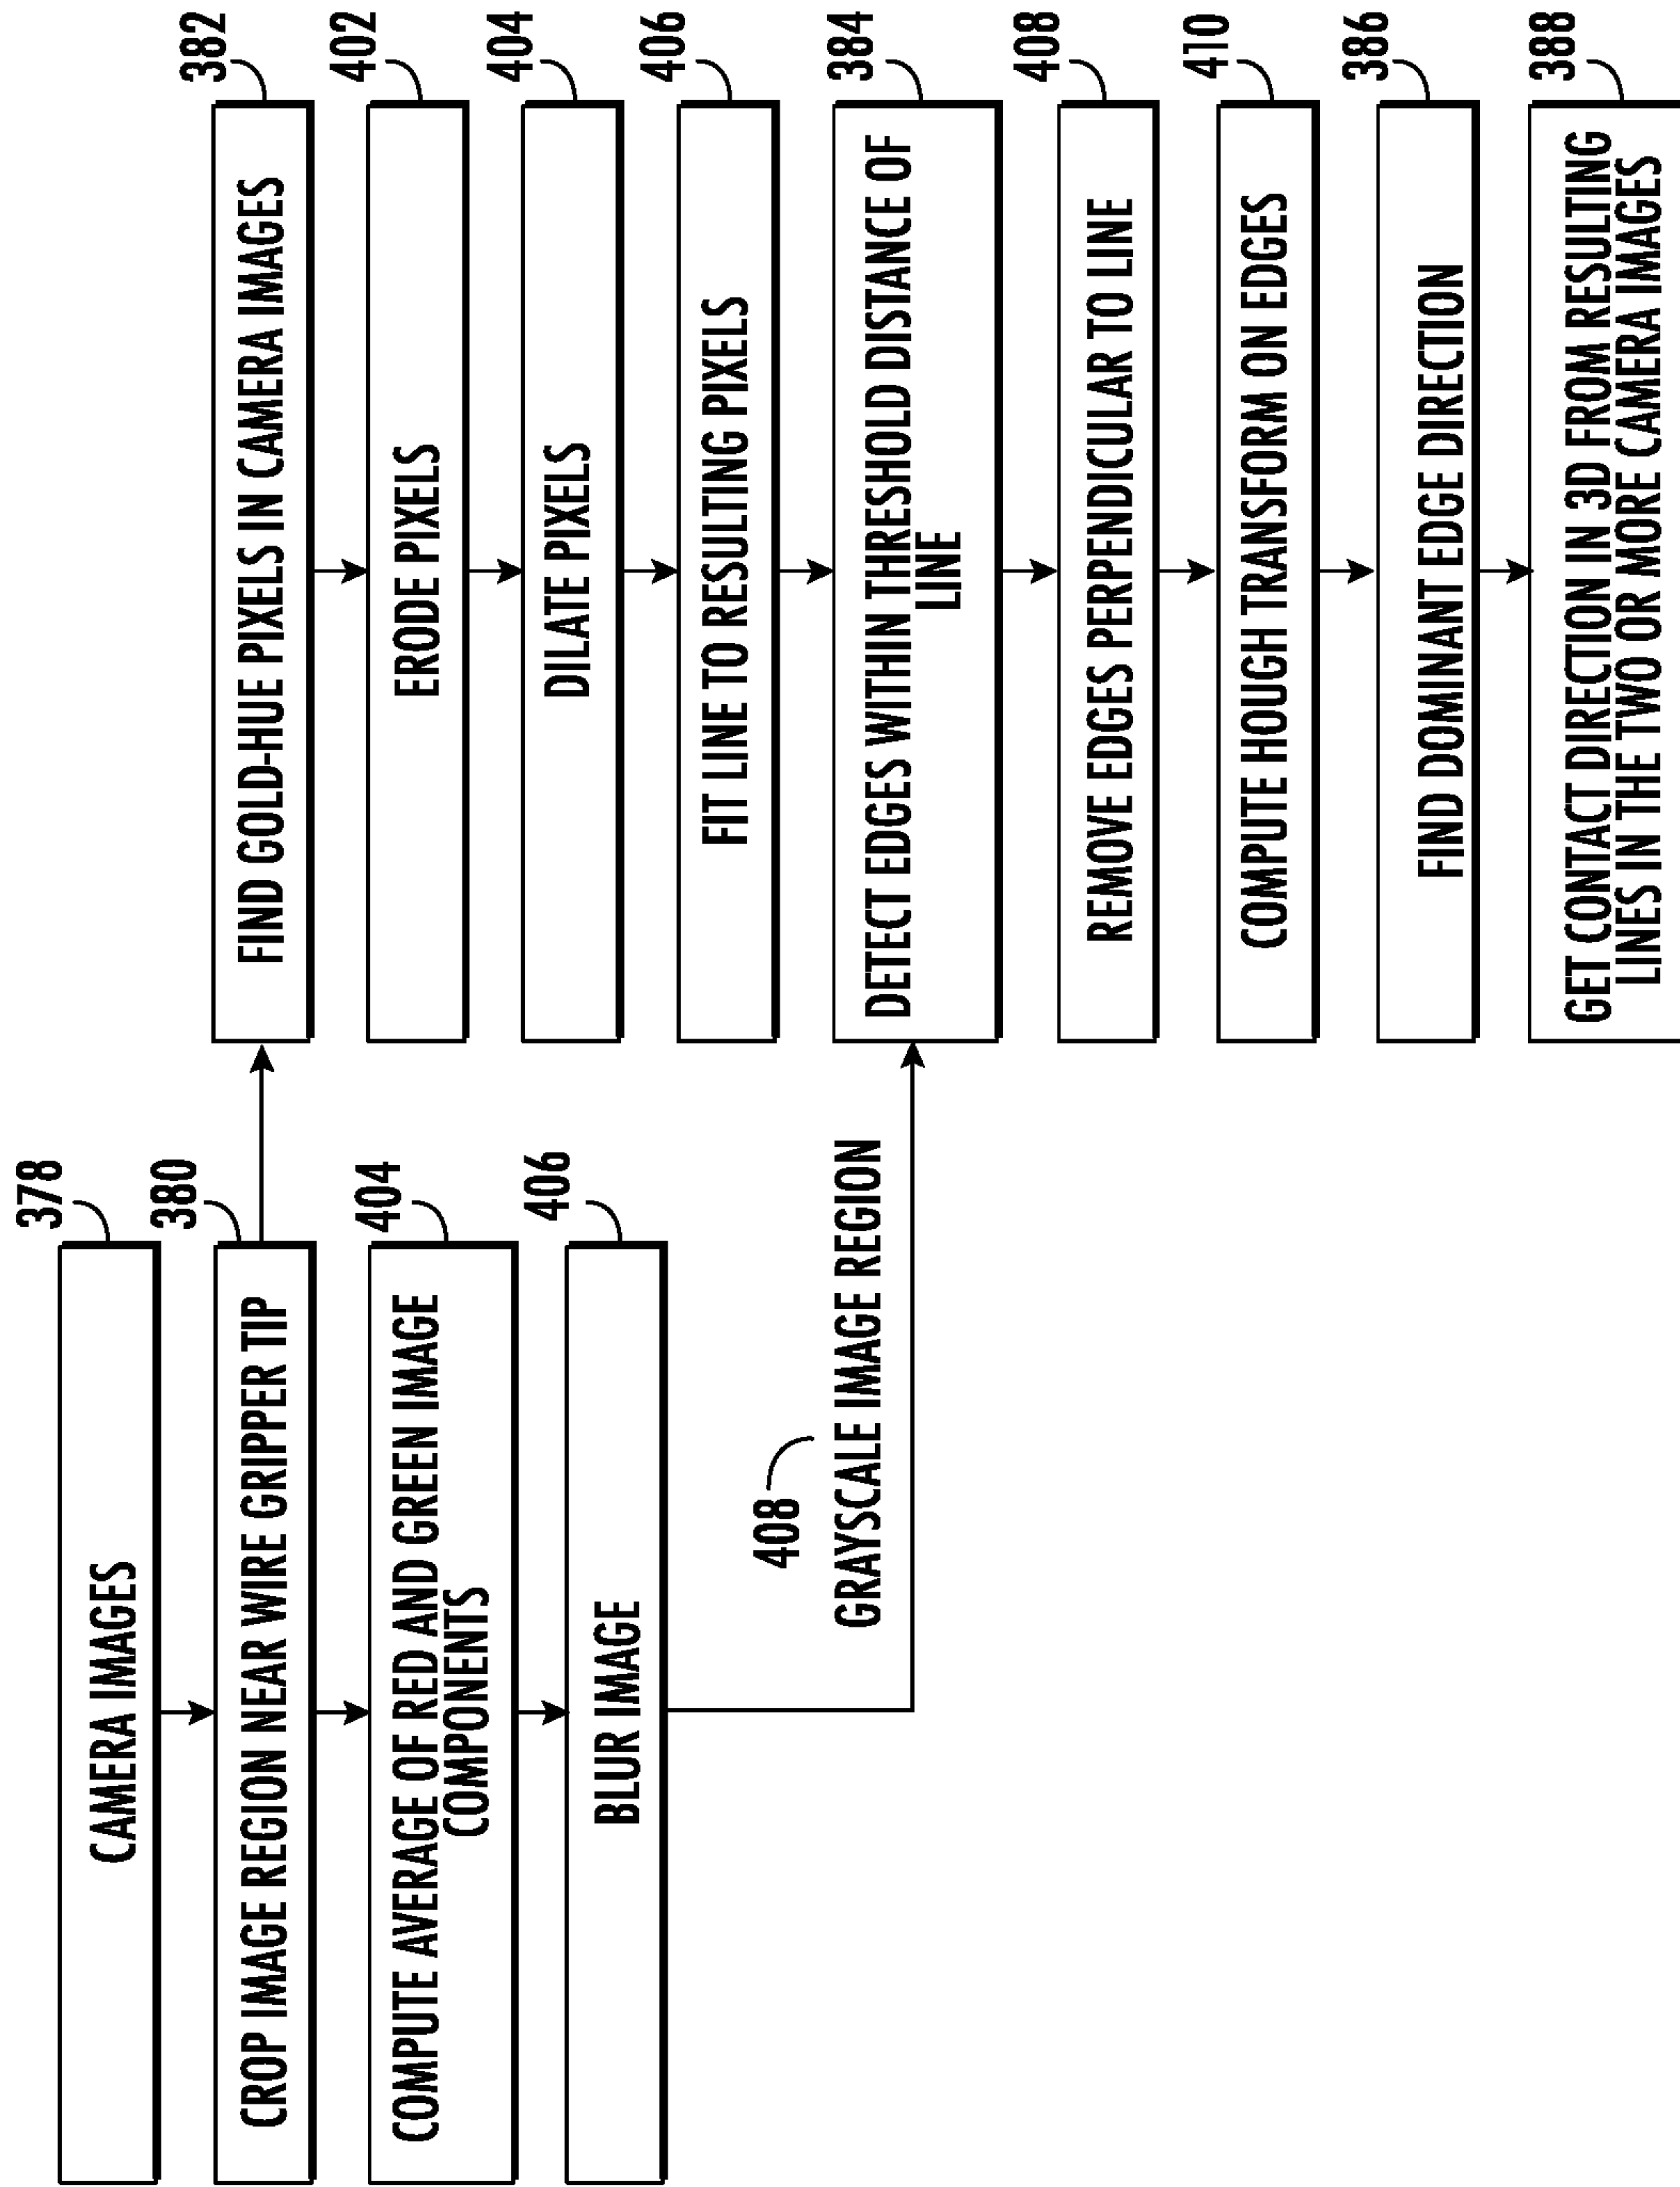 378
CAMERA IMAGES
380
CROP IMAGE REGION NEAR WIRE GRIPPER TIP
404
COMPUTE AVERAGE OF RED AND GREEN IMAGE
COMPONENTS
406
BLUR IMAGE
408
GRAYSCALE IMAGE REGION
382
FIND GOLD-HUE PIXELS IN CAMERA IMAGES
402
ERODE PIXELS
404
DILATE PIXELS
406
FIT LINE TO RESULTING PIXELS
384
DETECT EDGES WITHIN THRESHOLD DISTANCE OF
LINE
408
REMOVE EDGES PERPENDICULAR TO LINE
410
COMPUTE HOUGH TRANSFORM ON EDGES
386
FIND DOMINANT EDGE DIRECTION
388
GET CONTACT DIRECTION IN 3D FROM RESULTING
LINES IN THE TWO OR MORE CAMERA IMAGES